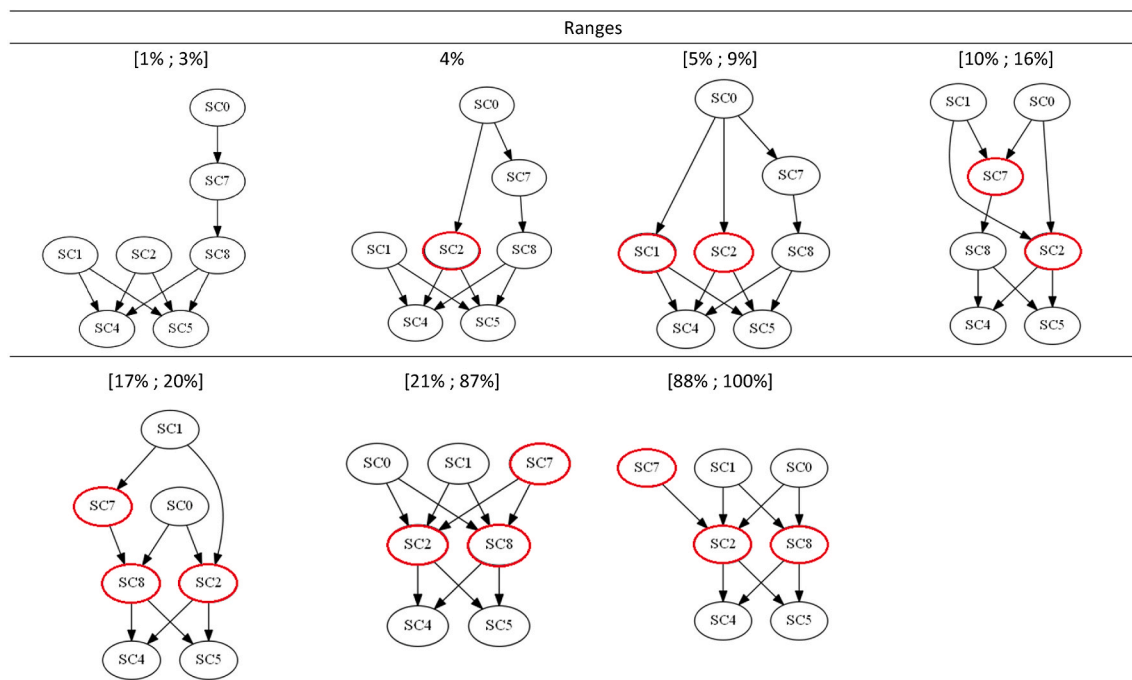 Ranges
[1% ; 3%] 4% [5% ; 9%] [10% ; 16%]
SC0
SC7
SC1 SC2 SC8
SC4 SC5
SC0
SC7
SC1 SC2 SC8
SC4 SC5
SC0
SC7
SC1 SC2 SC8
SC4 SC5
SC1 SC0
SC7
SC8 SC2
SC4 SC5
[17% ; 20%] [21% ; 87%] [88% ; 100%]
SC1
SC7 SC0
SC8 SC2
SC4 SC5
SC0 SC1 SC7
SC2 SC8
SC4 SC5
SC7 SC1 SC0
SC2 SC8
SC4 SC5